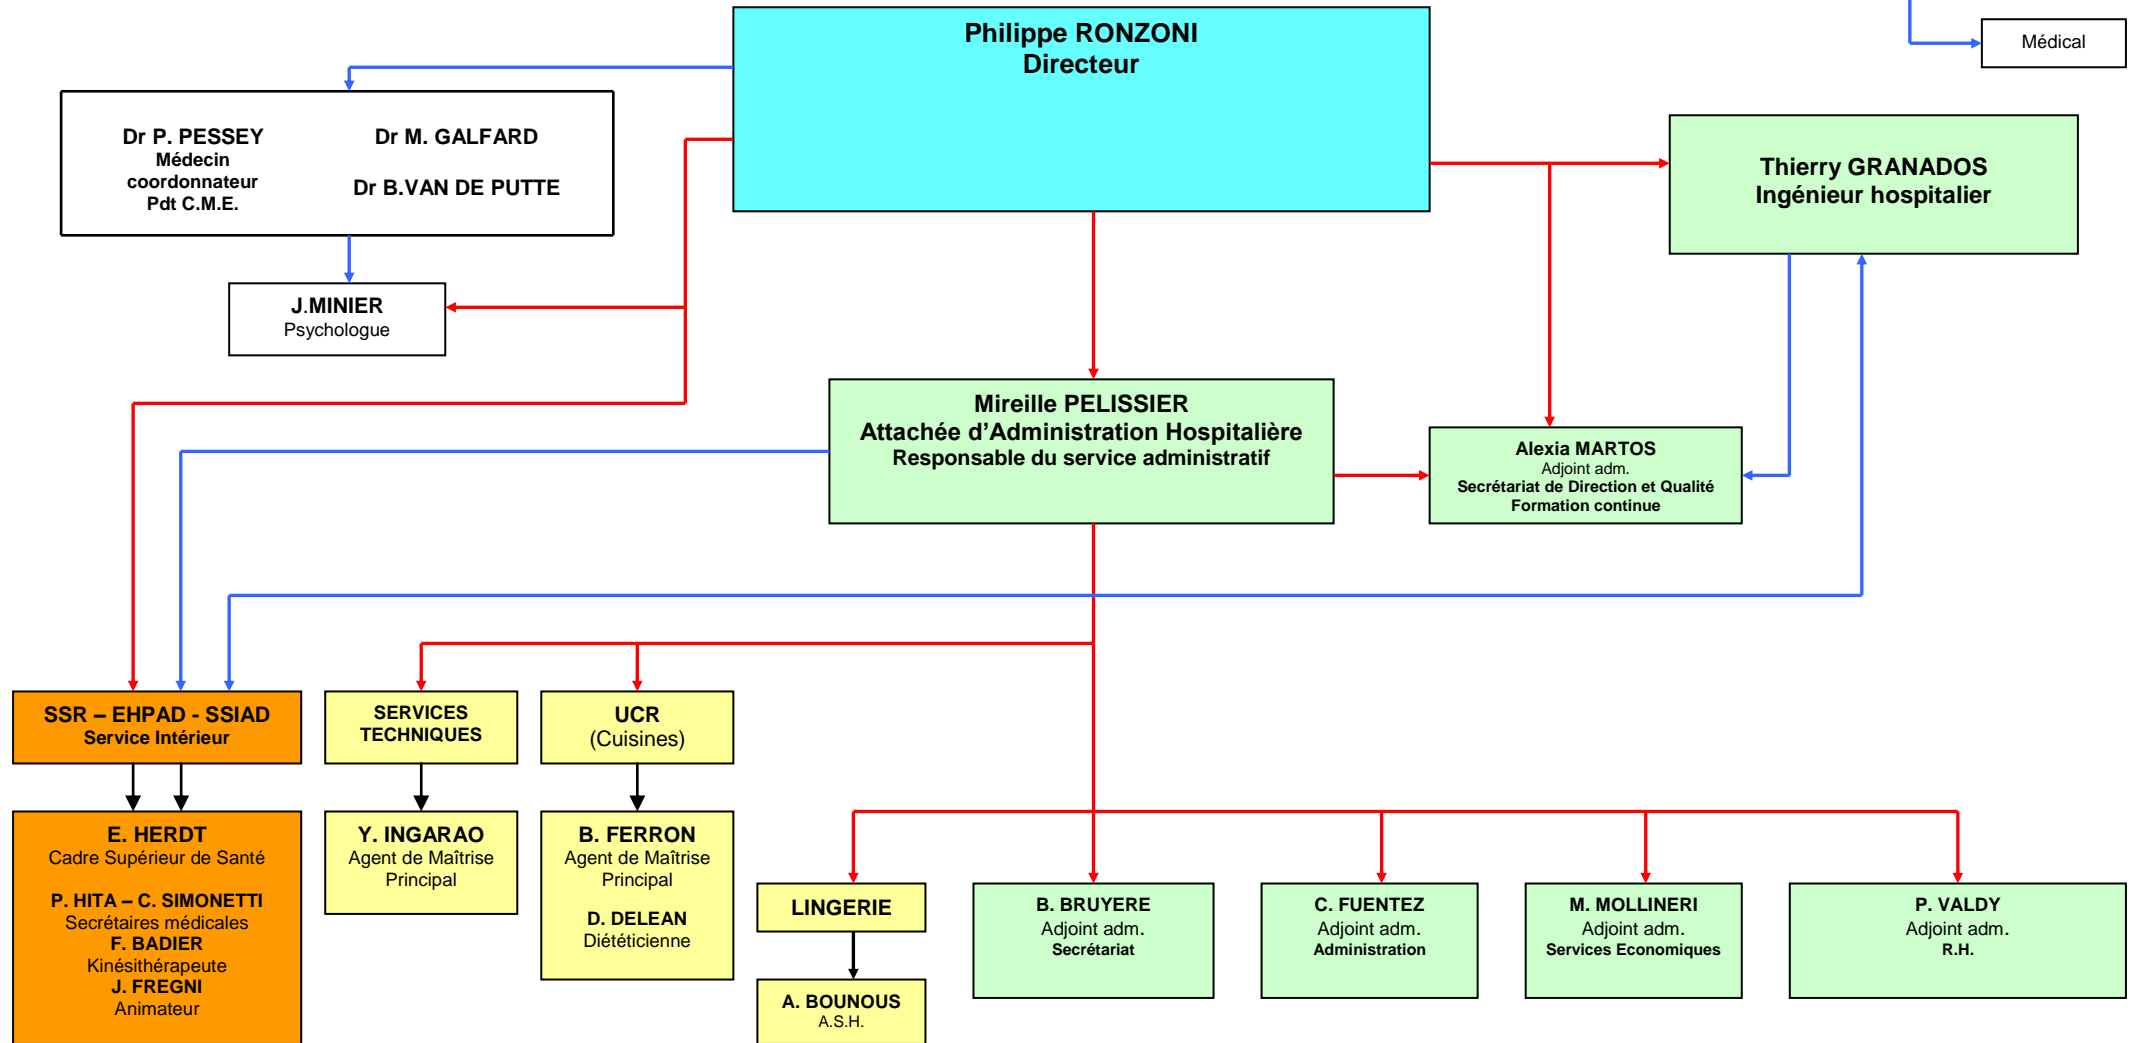 Philippe RONZONI
Directeur
Médical
Dr P. PESSEY
Médecin
coordonnateur
Pdt C.M.E.
Dr M. GALFARD
Dr B.VAN DE PUTTE
Thierry GRANADOS
Ingénieur hospitalier
J.MINIER
Psychologue
Mireille PELISSIER
Attachée d’Administration Hospitalière
Responsable du service administratif
Alexia MARTOS
Adjoint adm.
Secrétariat de Direction et Qualité
Formation continue
SSR – EHPAD - SSIAD
Service Intérieur
SERVICES
TECHNIQUES
UCR
(Cuisines)
E. HERDT
Cadre Supérieur de Santé
P. HITA – C. SIMONETTI
Secrétaires médicales
F. BADIER
Kinésithérapeute
J. FREGNI
Animateur
Y. INGARAO
Agent de Maîtrise
Principal
B. FERRON
Agent de Maîtrise
Principal
D. DELEAN
Diététicienne
LINGERIE
A. BOUNOUS
A.S.H.
B. BRUYERE
Adjoint adm.
Secrétariat
C. FUENTEZ
Adjoint adm.
Administration
M. MOLLINERI
Adjoint adm.
Services Economiques
P. VALDY
Adjoint adm.
R.H.